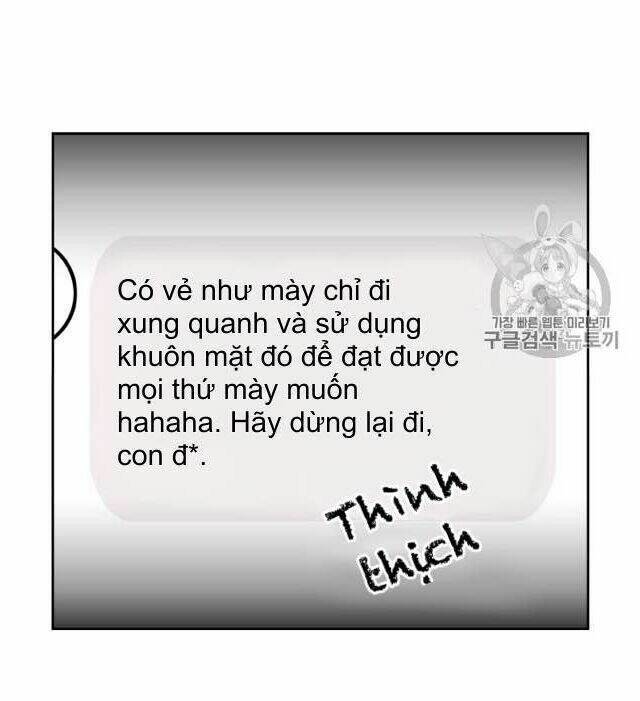 가장 빠른 웹툰 미리보기
구글검색 뉴토끼
Có vẻ như mày chỉ đi
xung quanh và sử dụng
khuôn mặt đó để đạt được
mọi thứ mày muốn
hahaha. Hãy dừng lại đi,
con đ*.
Thình
thịch